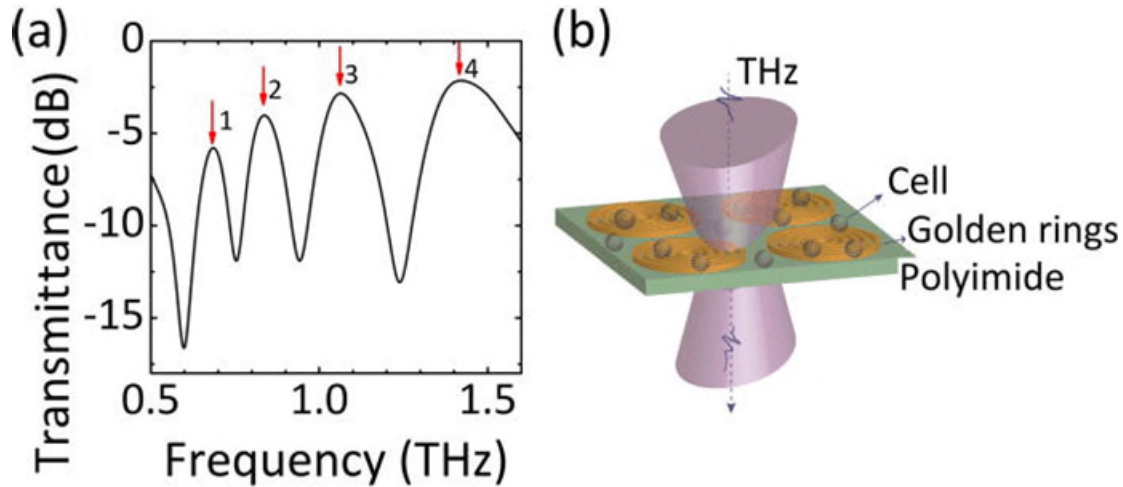 (a)
Transmittance(dB)
0
-5
-10
-15
1
2
3
4
0.5
1.0
1.5
Frequency (THz)
(b)
THz
Cell
Golden rings
Polyimide